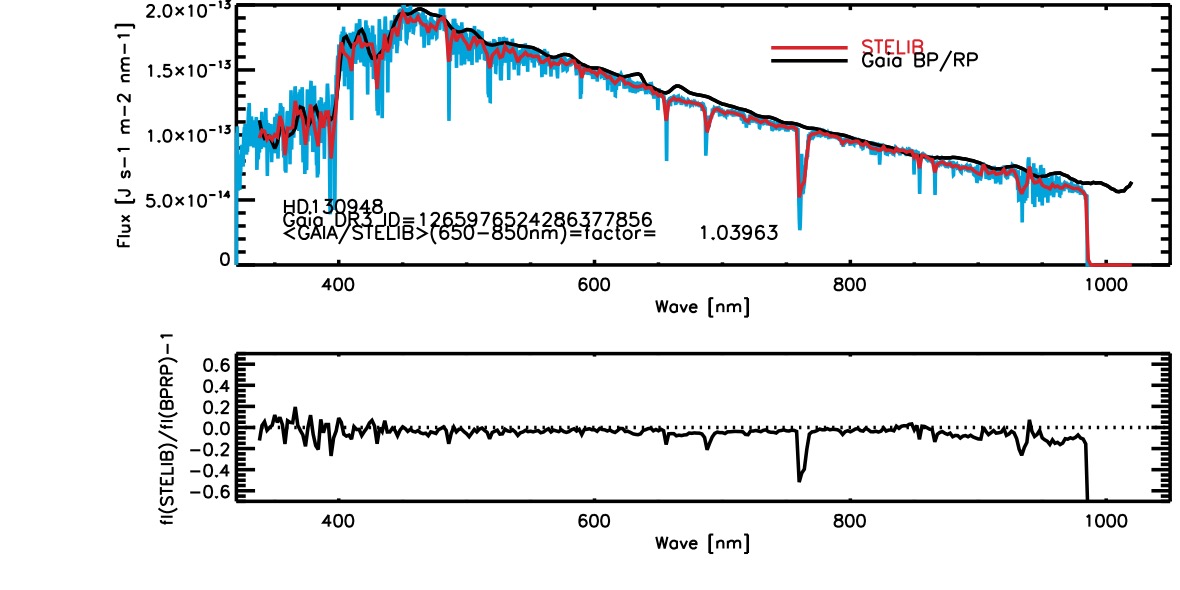 2.0×10−13
1.5×10−13
1.0×10−13
5.0×10−14
0
Flux [J s−1 m−2 nm−1]
STELIB
Gaia BP/RP
HD130948
Gaia DR3 ID=1265976524286377856
<GAIA/STELIB>(650−850nm)=factor= 1.03963
400 600 800 1000
Wave [nm]
0.6
0.4
0.2
0.0
−0.2
−0.4
−0.6
fl(STELIB)/fl(BPRP)−1
400 600 800 1000
Wave [nm]